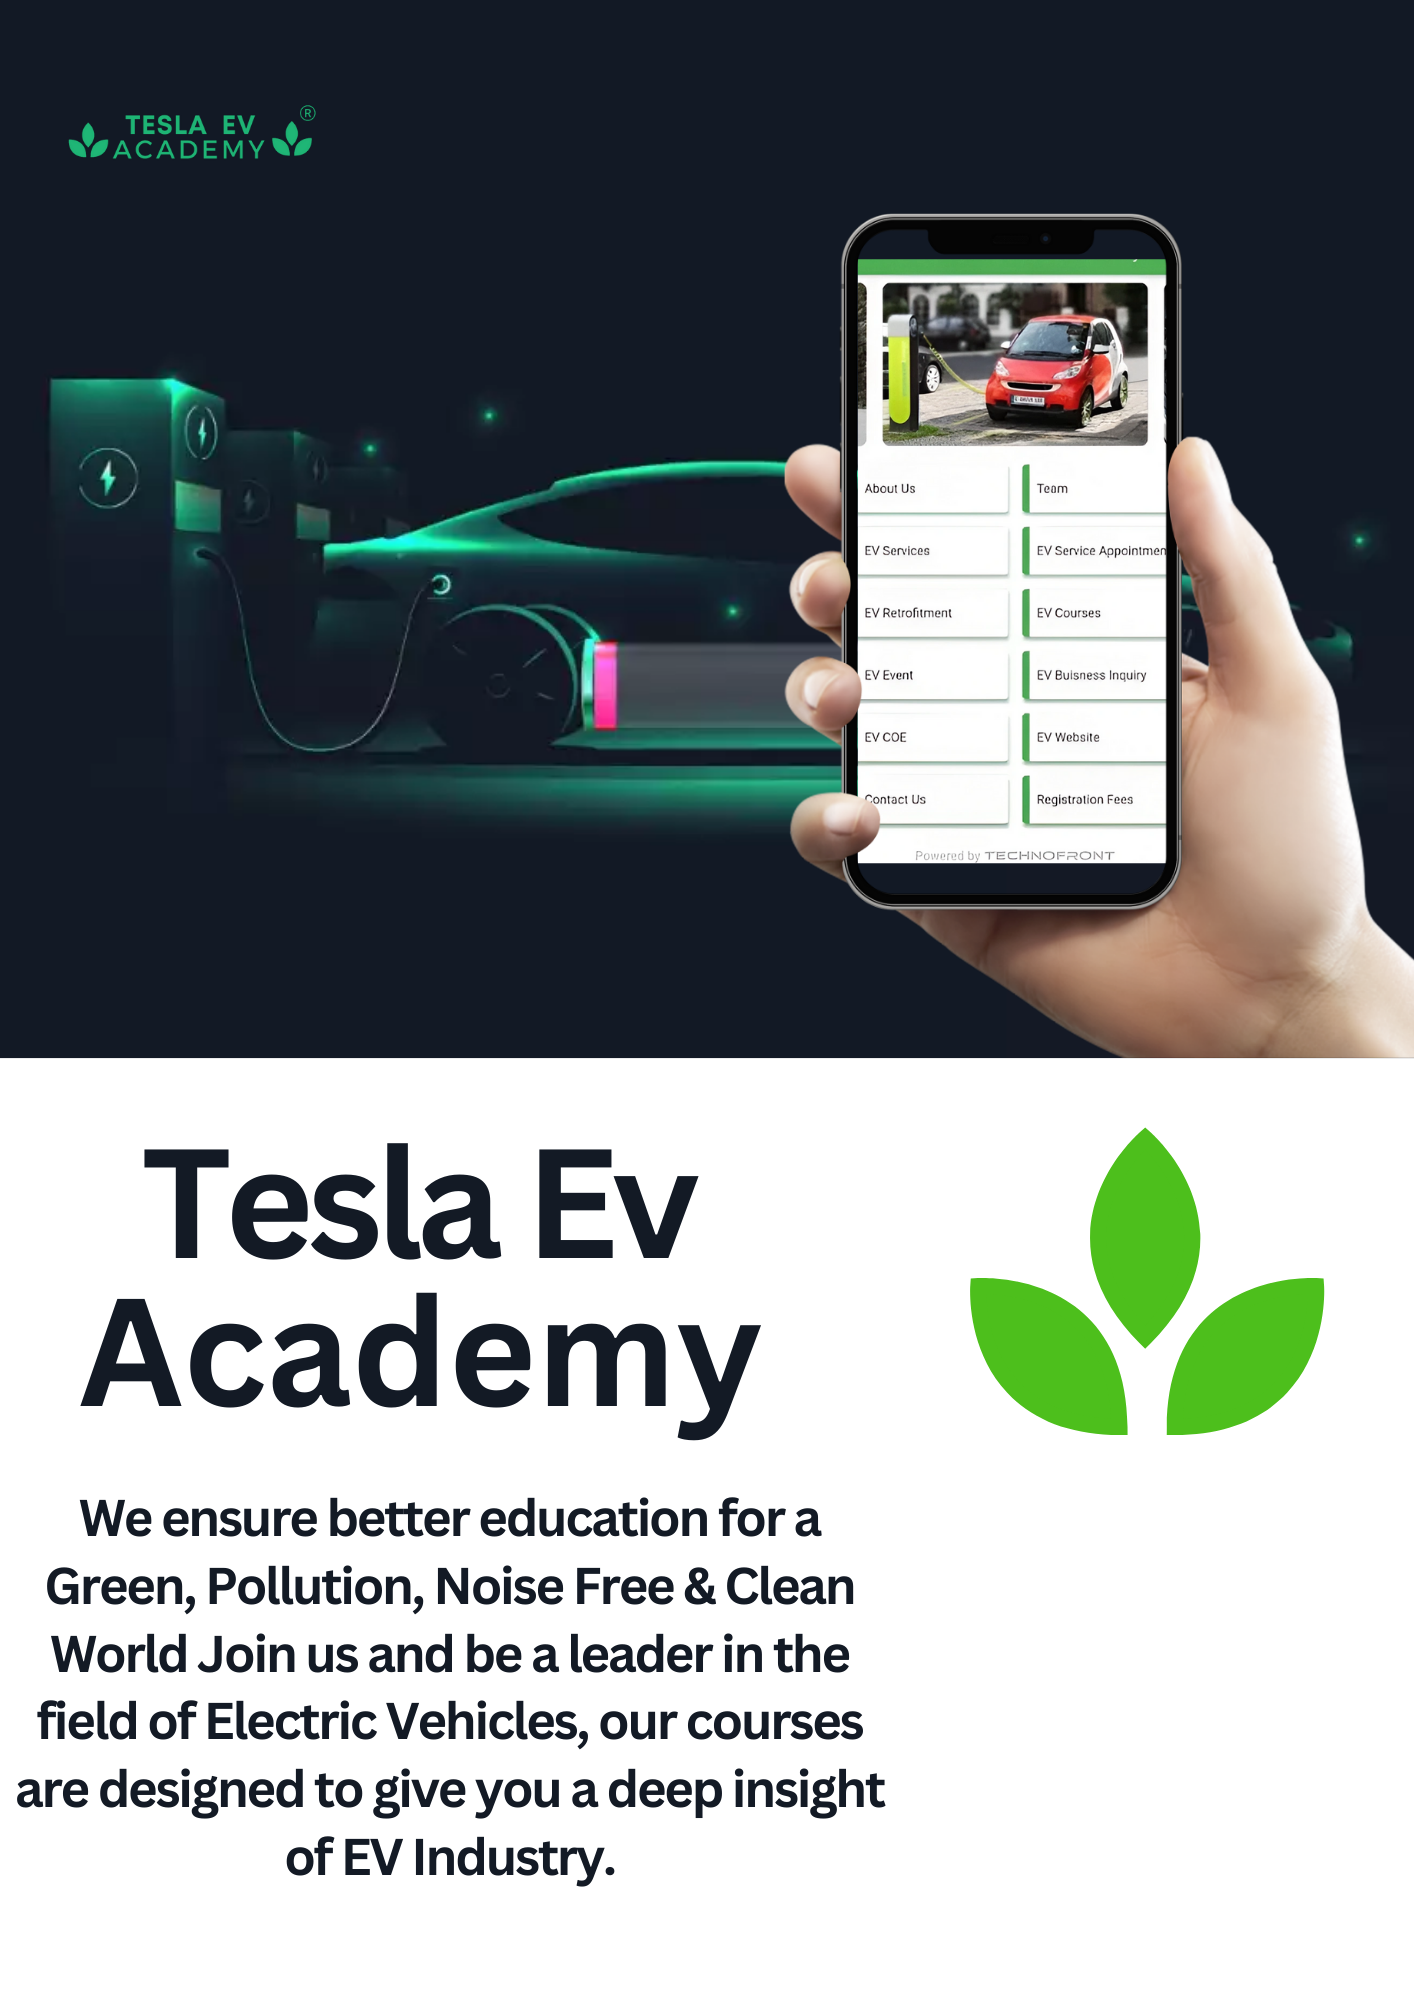 TESLA EV ®
ACADEMY
About Us
Team
EV Services
EV Service Appointmen
EV Retrofitment
EV Courses
EV Event
EV Buisness Inquiry
EV COE
EV Website
Contact Us
Registration Fees
Powered by TECHNOFRONT
Tesla Ev
Academy
We ensure better education for a
Green, Pollution, Noise Free & Clean
World Join us and be a leader in the
field of Electric Vehicles, our courses
are designed to give you a deep insight
of EV Industry.